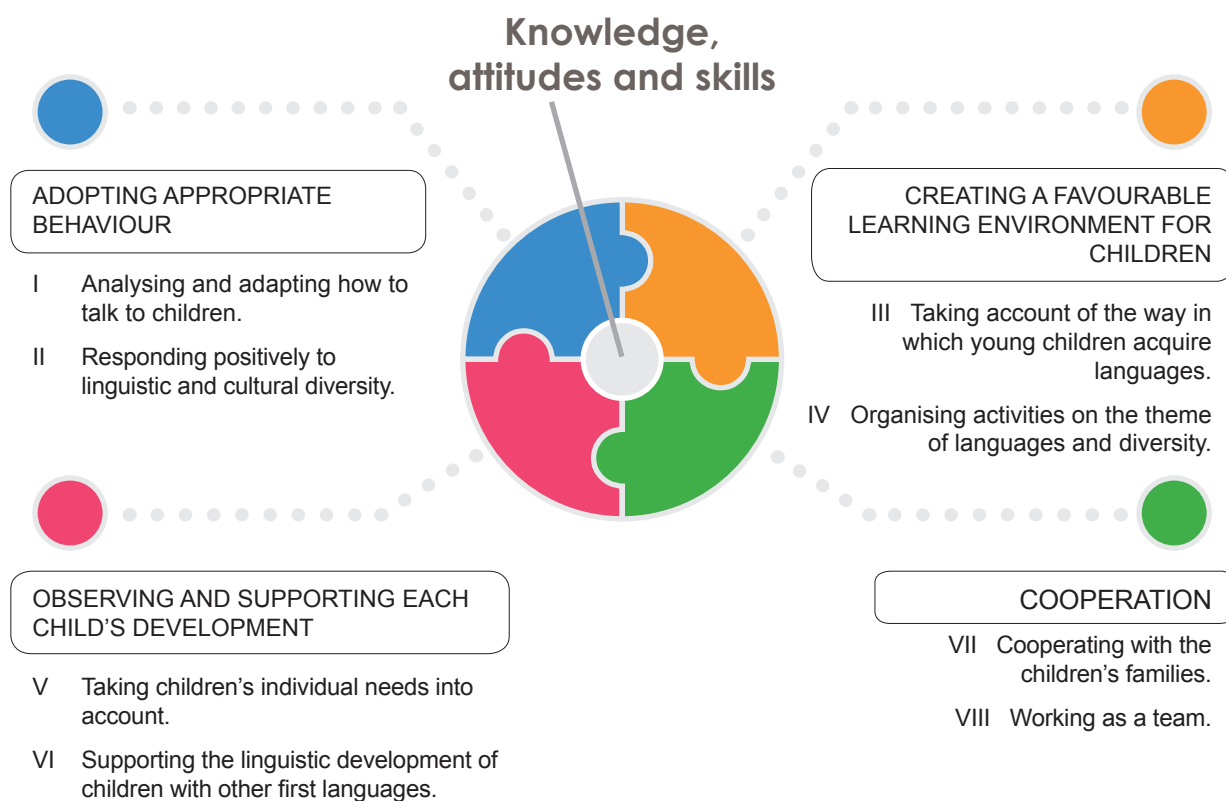 Knowledge,
attitudes and skills
ADOPTING APPROPRIATE
BEHAVIOUR
I Analysing and adapting how to
talk to children.
II Responding positively to
linguistic and cultural diversity.
CREATING A FAVOURABLE
LEARNING ENVIRONMENT FOR
CHILDREN
III Taking account of the way in
which young children acquire
languages.
IV Organising activities on the theme
of languages and diversity.
OBSERVING AND SUPPORTING EACH
CHILD'S DEVELOPMENT
V Taking children's individual needs into
account.
VI Supporting the linguistic development of
children with other first languages.
COOPERATION
VII Cooperating with the
children's families.
VIII Working as a team.